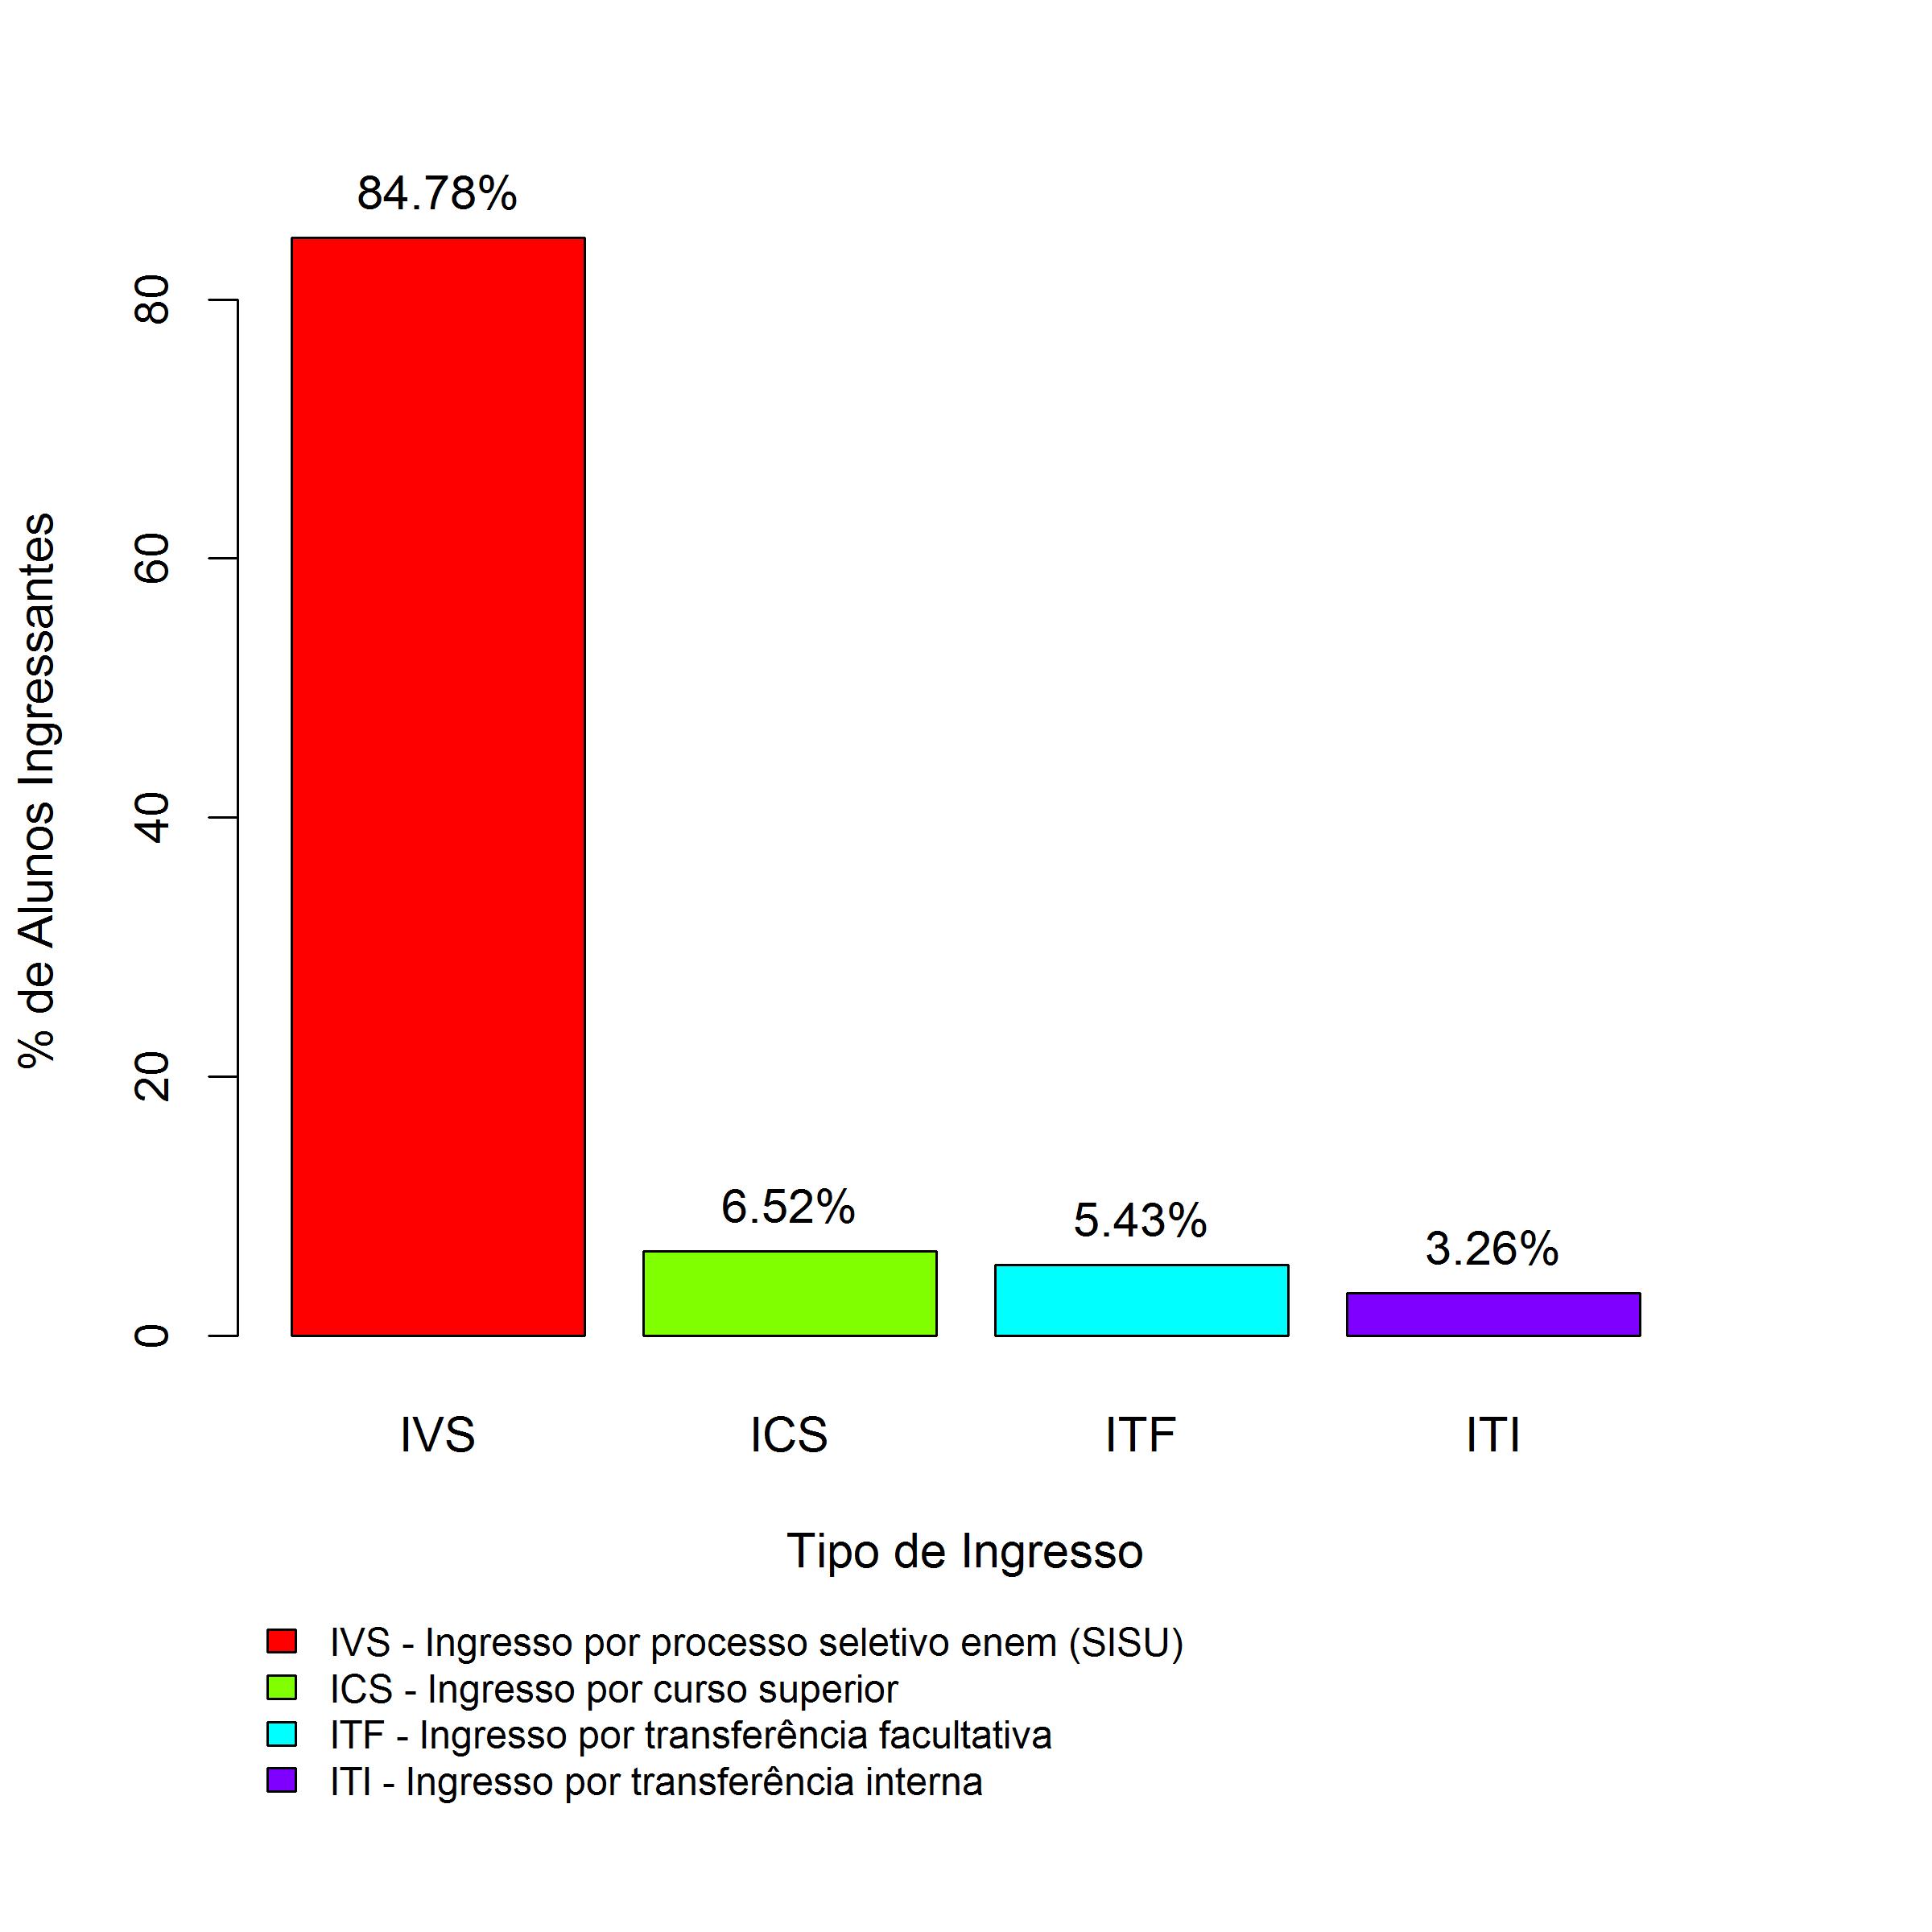 84.78%
80
60
40
20
0
% de Alunos Ingressantes
6.52%
5.43%
3.26%
IVS
ICS
ITF
ITI
Tipo de Ingresso
IVS - Ingresso por processo seletivo enem (SISU)
ICS - Ingresso por curso superior
ITF - Ingresso por transferência facultativa
ITI - Ingresso por transferência interna